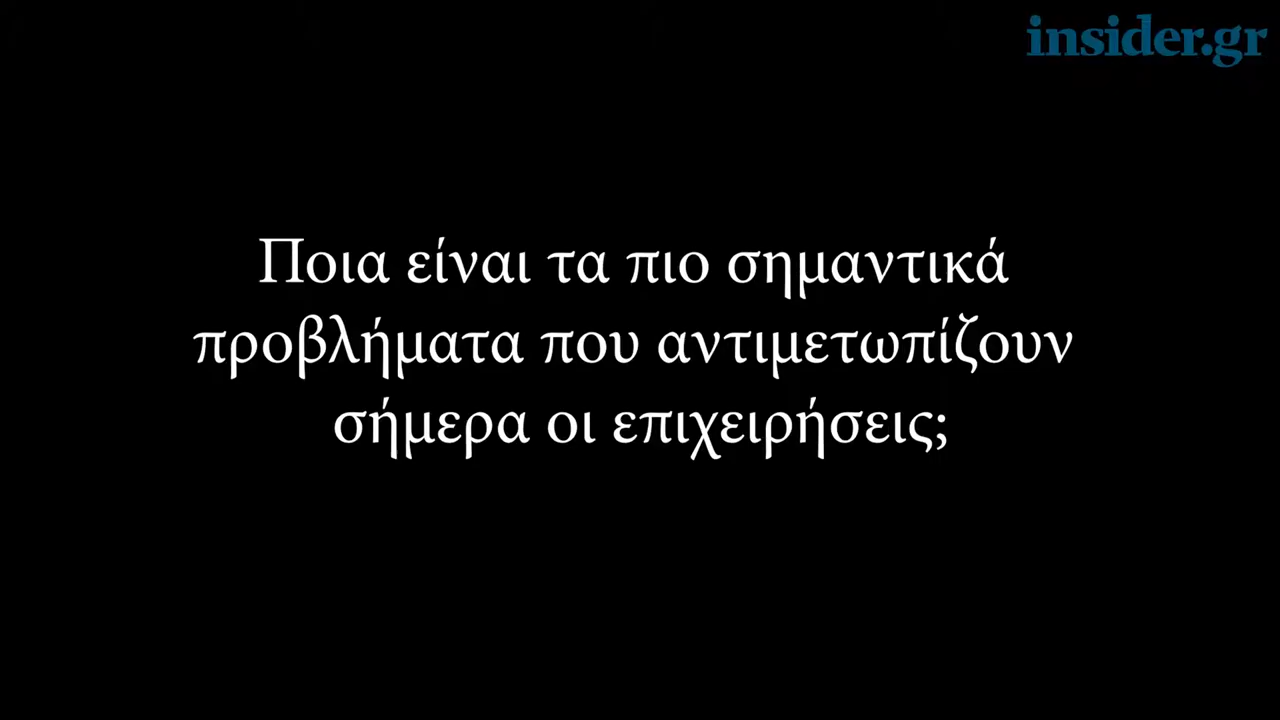 insider.gr
Ποια είναι τα πιο σημαντικά
προβλήματα που αντιμετωπίζουν
σήμερα οι επιχειρήσεις;